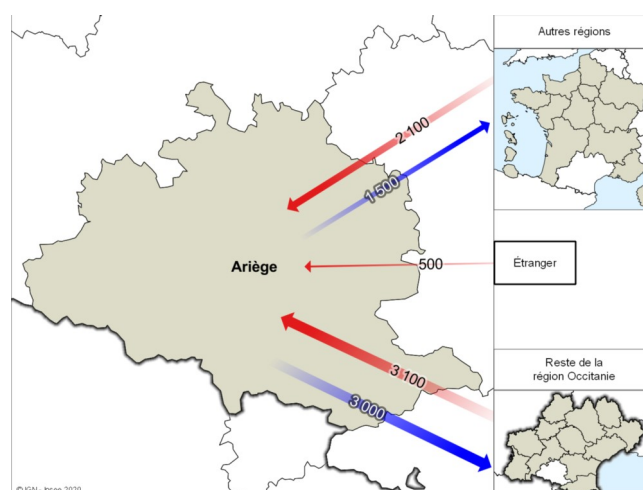 Autres régions
2 100
1 500
Ariège
500
Étranger
3 100
Reste de la
région Occitanie
3 000
© IGN - Insee 2020